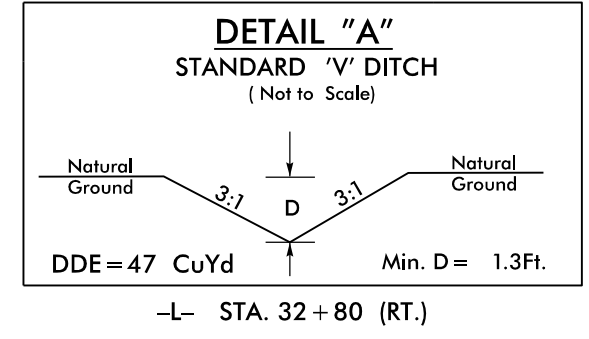 DETAIL "A"
STANDARD 'V' DITCH
( Not to Scale)
Natural
Ground
3:1
D
3:1
Natural
Ground
DDE = 47 CuYd
Min. D = 1.3Ft.
–L– STA. 32 + 80 (RT.)